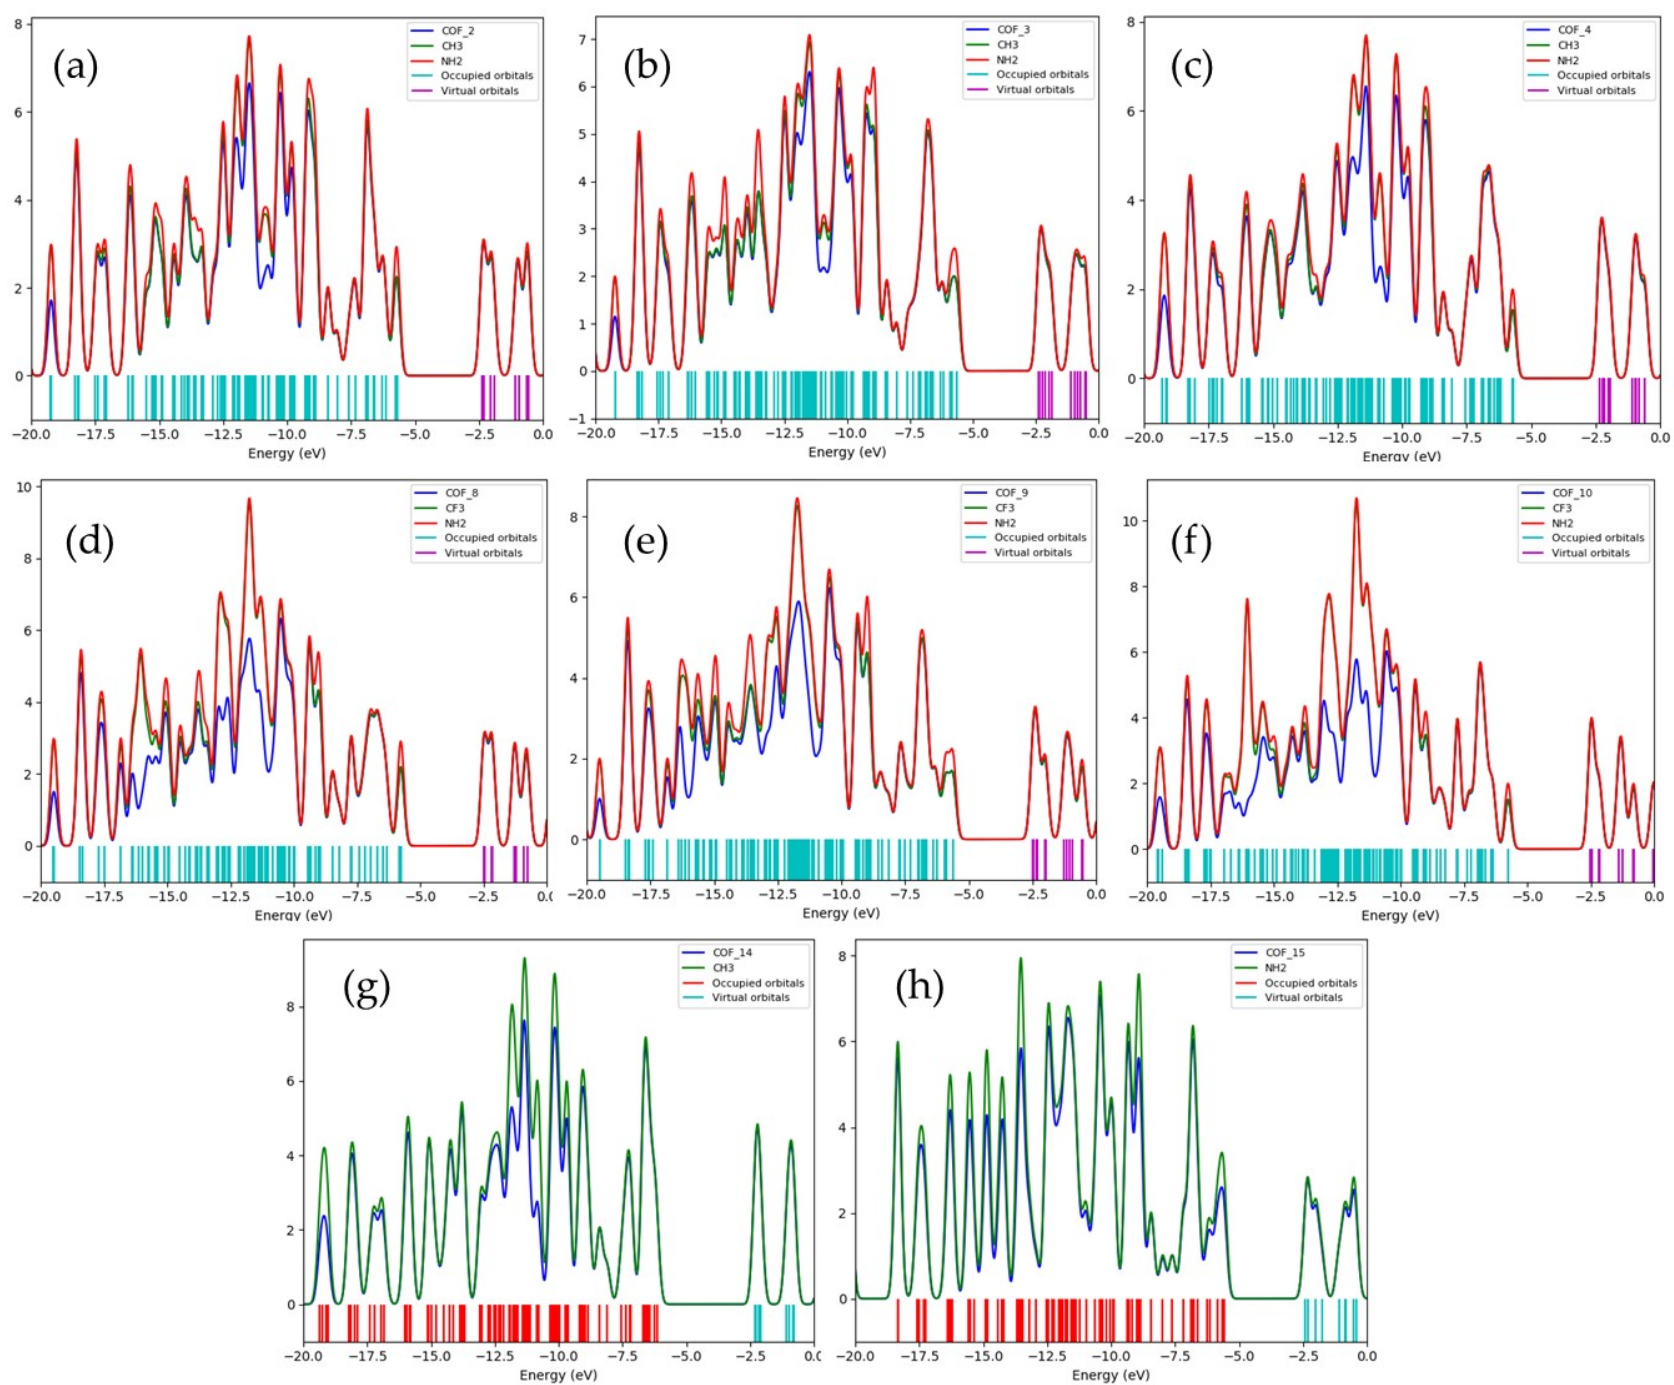 (a)
COF_2
CH3
NH2
Occupied orbitals
Virtual orbitals
8
6
4
2
0
−20.0 −17.5 −15.0 −12.5 −10.0 −7.5 −5.0 −2.5 0.0
Energy (eV)
(b)
COF_3
CH3
NH2
Occupied orbitals
Virtual orbitals
7
6
5
4
3
2
1
0
−1
−20.0 −17.5 −15.0 −12.5 −10.0 −7.5 −5.0 −2.5 0.0
Energy (eV)
(c)
COF_4
CH3
NH2
Occupied orbitals
Virtual orbitals
8
6
4
2
0
−20.0 −17.5 −15.0 −12.5 −10.0 −7.5 −5.0 −2.5 0.0
Energy (eV)
(d)
COF_8
CF3
NH2
Occupied orbitals
Virtual orbitals
10
8
6
4
2
0
−20.0 −17.5 −15.0 −12.5 −10.0 −7.5 −5.0 −2.5 0.0
Energy (eV)
(e)
COF_9
CF3
NH2
Occupied orbitals
Virtual orbitals
8
6
4
2
0
−20.0 −17.5 −15.0 −12.5 −10.0 −7.5 −5.0 −2.5 0.0
Energy (eV)
(f)
COF_10
CF3
NH2
Occupied orbitals
Virtual orbitals
10
8
6
4
2
0
−20.0 −17.5 −15.0 −12.5 −10.0 −7.5 −5.0 −2.5 0.0
Energy (eV)
(g)
COF_14
CH3
Occupied orbitals
Virtual orbitals
8
6
4
2
0
−20.0 −17.5 −15.0 −12.5 −10.0 −7.5 −5.0 −2.5 0.0
Energy (eV)
(h)
COF_15
NH2
Occupied orbitals
Virtual orbitals
8
6
4
2
0
−20.0 −17.5 −15.0 −12.5 −10.0 −7.5 −5.0 −2.5 0.0
Energy (eV)